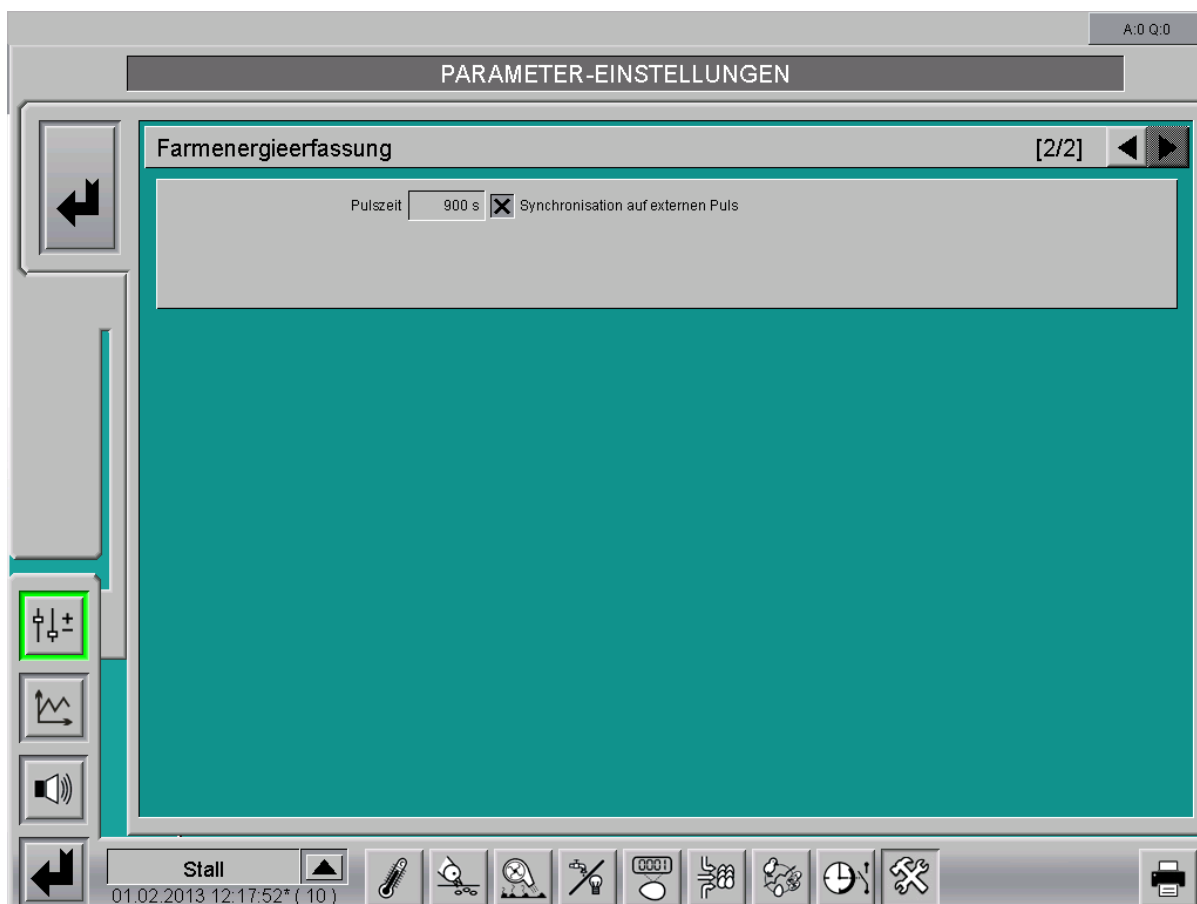 A:0 Q:0
PARAMETER-EINSTELLUNGEN
Farmenergieerfassung [2/2]
Pulszeit 900 s Synchronisation auf externen Puls
Stall
01.02.2013 12:17:52* ( 10 )
0001